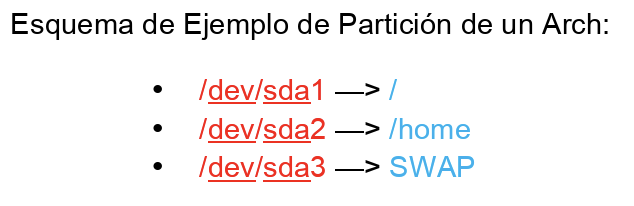 Esquema de Ejemplo de Partición de un Arch:
• /dev/sda1 —> /
• /dev/sda2 —> /home
• /dev/sda3 —> SWAP